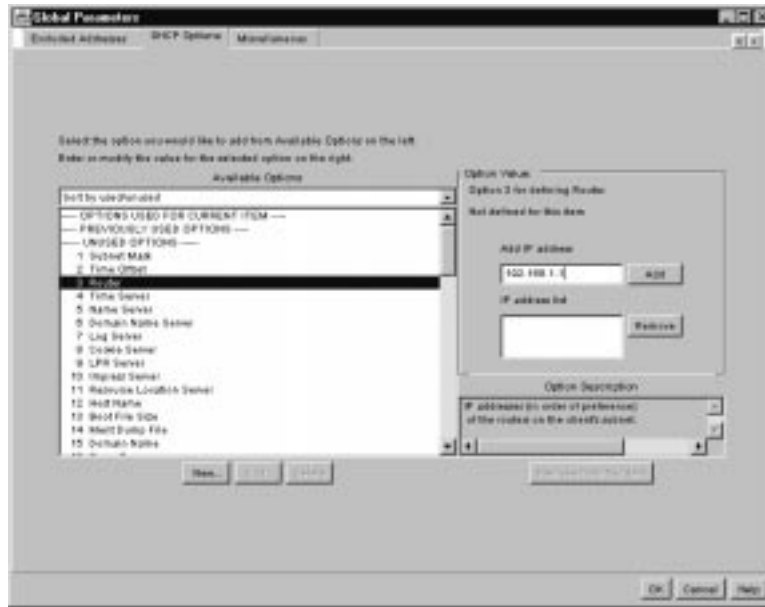 Global Parameters
Excluded Addresses
DHCP Options
Miscellaneous
Select the option you would like to add from Available Options on the left.
Enter or modify the value for the selected option on the right.
Available Options
Sort by used/unused
---- OPTIONS USED FOR CURRENT ITEM ----
---- PREVIOUSLY USED OPTIONS ----
---- UNUSED OPTIONS ----
1 Subnet Mask
2 Time Offset
3 Router
4 Time Server
5 Name Server
6 Domain Name Server
7 Log Server
8 Cookie Server
9 LPR Server
10 Impress Server
11 Resource Location Server
12 Host Name
13 Boot File Size
14 Merit Dump File
15 Domain Name
New...
Option Value
Option 3 for defining Router
Not defined for this item
Add IP address
192.168.1.1
Add
IP address list
Remove
Option Description
IP addresses (in order of preference)
of the routers on the client's subnet.
OK
Cancel
Help